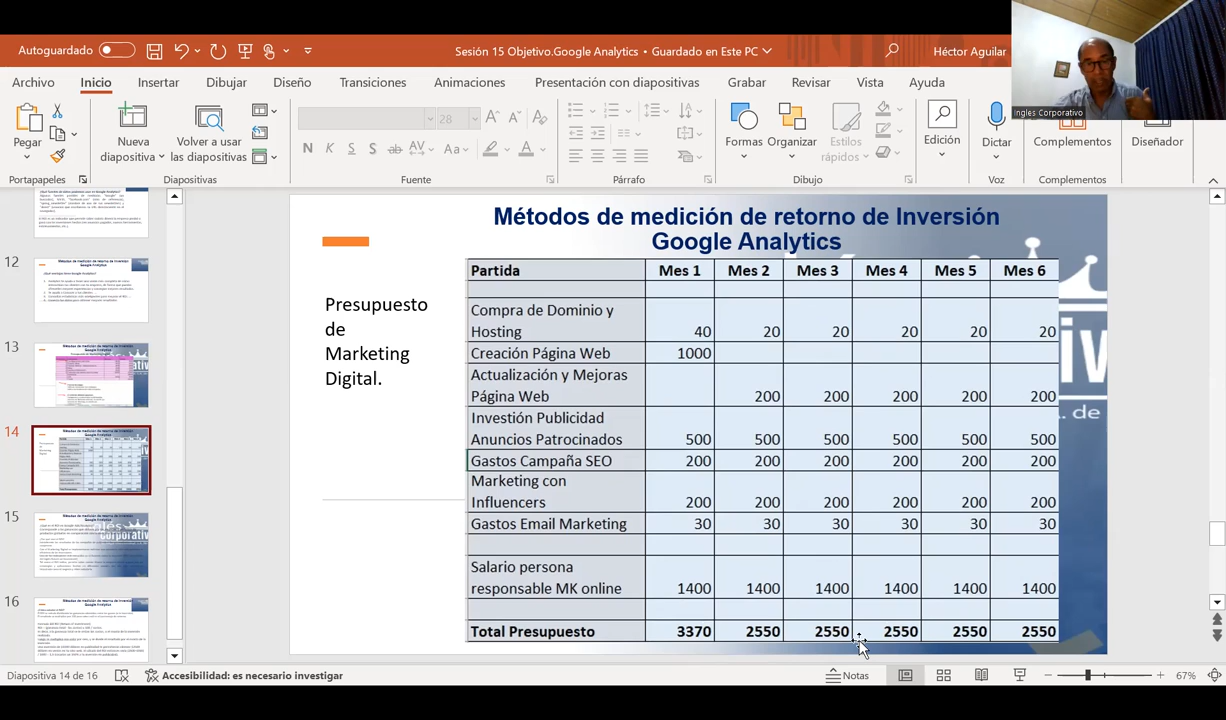 Autoguardado
Sesión 15 Objetivo.Google Analytics • Guardado en Este PC
Héctor Aguilar
Ingles Corporativo
Archivo Inicio Insertar Dibujar Diseño Transiciones Animaciones Presentación con diapositivas Grabar Revisar Vista Ayuda
Pegar
Nueva diapositiva
Volver a usar las diapositivas
28
N K S S ab AV Aa
A
Formas Organizar Estilos rápidos
Edición
Dictar
Complementos
Diseñador
Portapapeles Diapositivas Fuente Párrafo Dibujo Voz Complementos
12
13
14
15
16
Métodos de medición de retorno de Inversión
Google Analytics
Presupuesto
de
Marketing
Digital.
Partida Mes 1 Mes 2 Mes 3 Mes 4 Mes 5 Mes 6
Compra de Dominio y
Hosting 40 20 20 20 20 20
Creación Página Web 1000
Actualización y Mejoras
Página Web 200 200 200 200 200
Investión Publicidad
Anuncios Patrocinados 500 500 500 500 500 500
Gastos Campaña SEO 200 200 200 200 200 200
Marketing con
Influencers 200 200 200 200 200 200
Gastos Email Marketing 30 30 30 30 30 30
Salario persona
responsable MK online 1400 1400 1400 1400 1400 1400
Total Presupuesto 3370 2550 2550 2550 2550 2550
. de
Diapositiva 14 de 16
Accesibilidad: es necesario investigar
Notas
67%